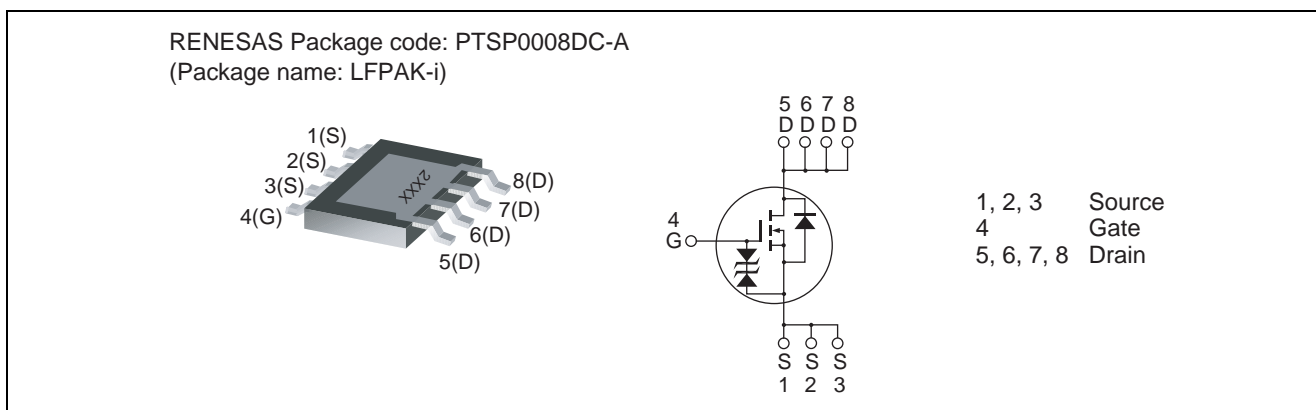 RENESAS Package code: PTSP0008DC-A
(Package name: LFPAK-i)
1(S)
2(S)
3(S)
4(G)
2XXX
8(D)
7(D)
6(D)
5(D)
5 6 7 8
D D D D
4
G
S S S
1 2 3
1, 2, 3 Source
4 Gate
5, 6, 7, 8 Drain